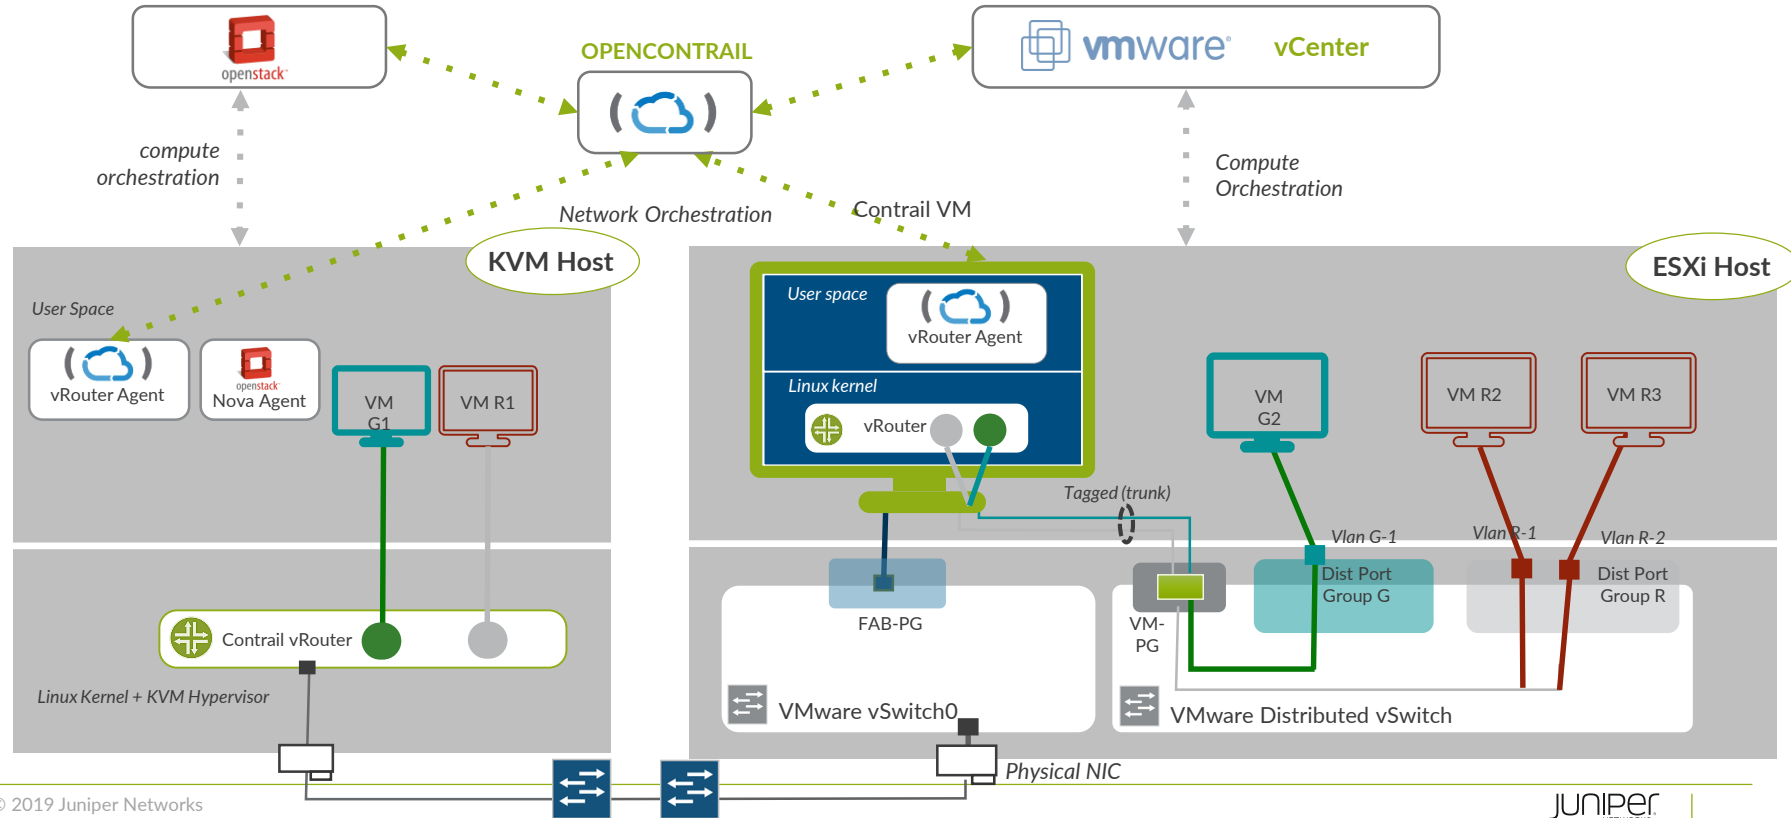 openstack
OPENCONTRAIL
vmware
vCenter
compute
orchestration
Compute
Orchestration
Network Orchestration
Contrail VM
KVM Host
ESXi Host
User Space
vRouter Agent
openstack
Nova Agent
VM
G1
VM R1
User space
vRouter Agent
Linux kernel
vRouter
VM
G2
VM R2
VM R3
Tagged (trunk)
Vlan G-1
Vlan R-1
Vlan R-2
Dist Port
Group G
Dist Port
Group R
FAB-PG
VM-
PG
Contrail vRouter
Linux Kernel + KVM Hypervisor
VMware vSwitch0
VMware Distributed vSwitch
Physical NIC
© 2019 Juniper Networks
JUNIPER
NETWORKS